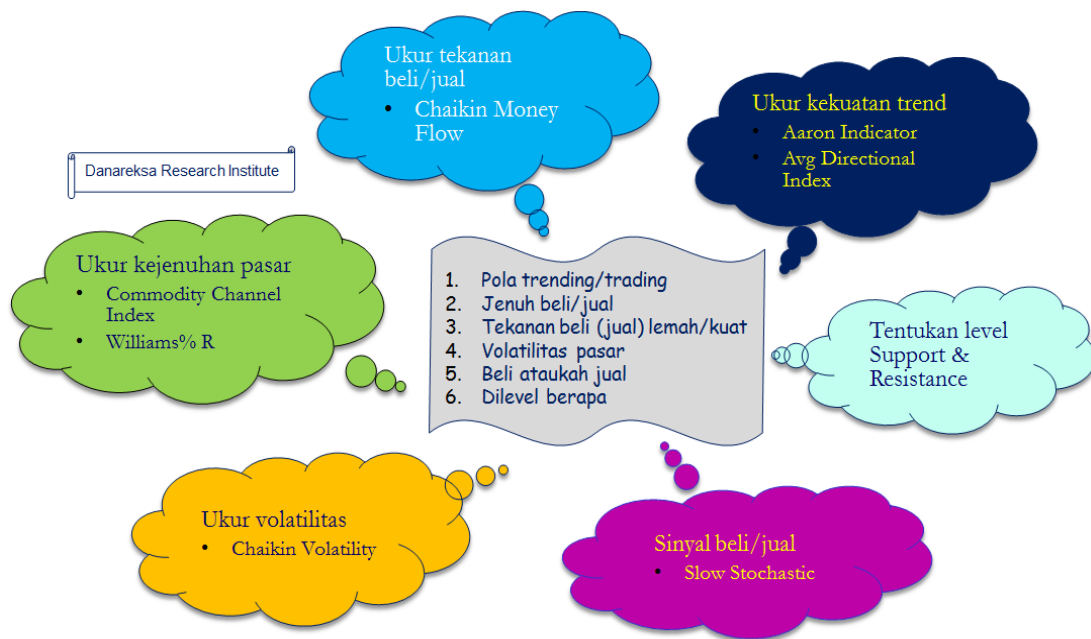 Ukur tekanan
beli/jual
• Chaikin Money
Flow
Ukur kekuatan trend
• Aaron Indicator
• Avg Directional
Index
Danareksa Research Institute
Ukur kejenuhan pasar
• Commodity Channel
Index
• Williams% R
1. Pola trending/trading
2. Jenuh beli/jual
3. Tekanan beli (jual) lemah/kuat
4. Volatilitas pasar
5. Beli ataukah jual
6. Dilevel berapa
Tentukan level
Support &
Resistance
Ukur volatilitas
• Chaikin Volatility
Sinyal beli/jual
• Slow Stochastic